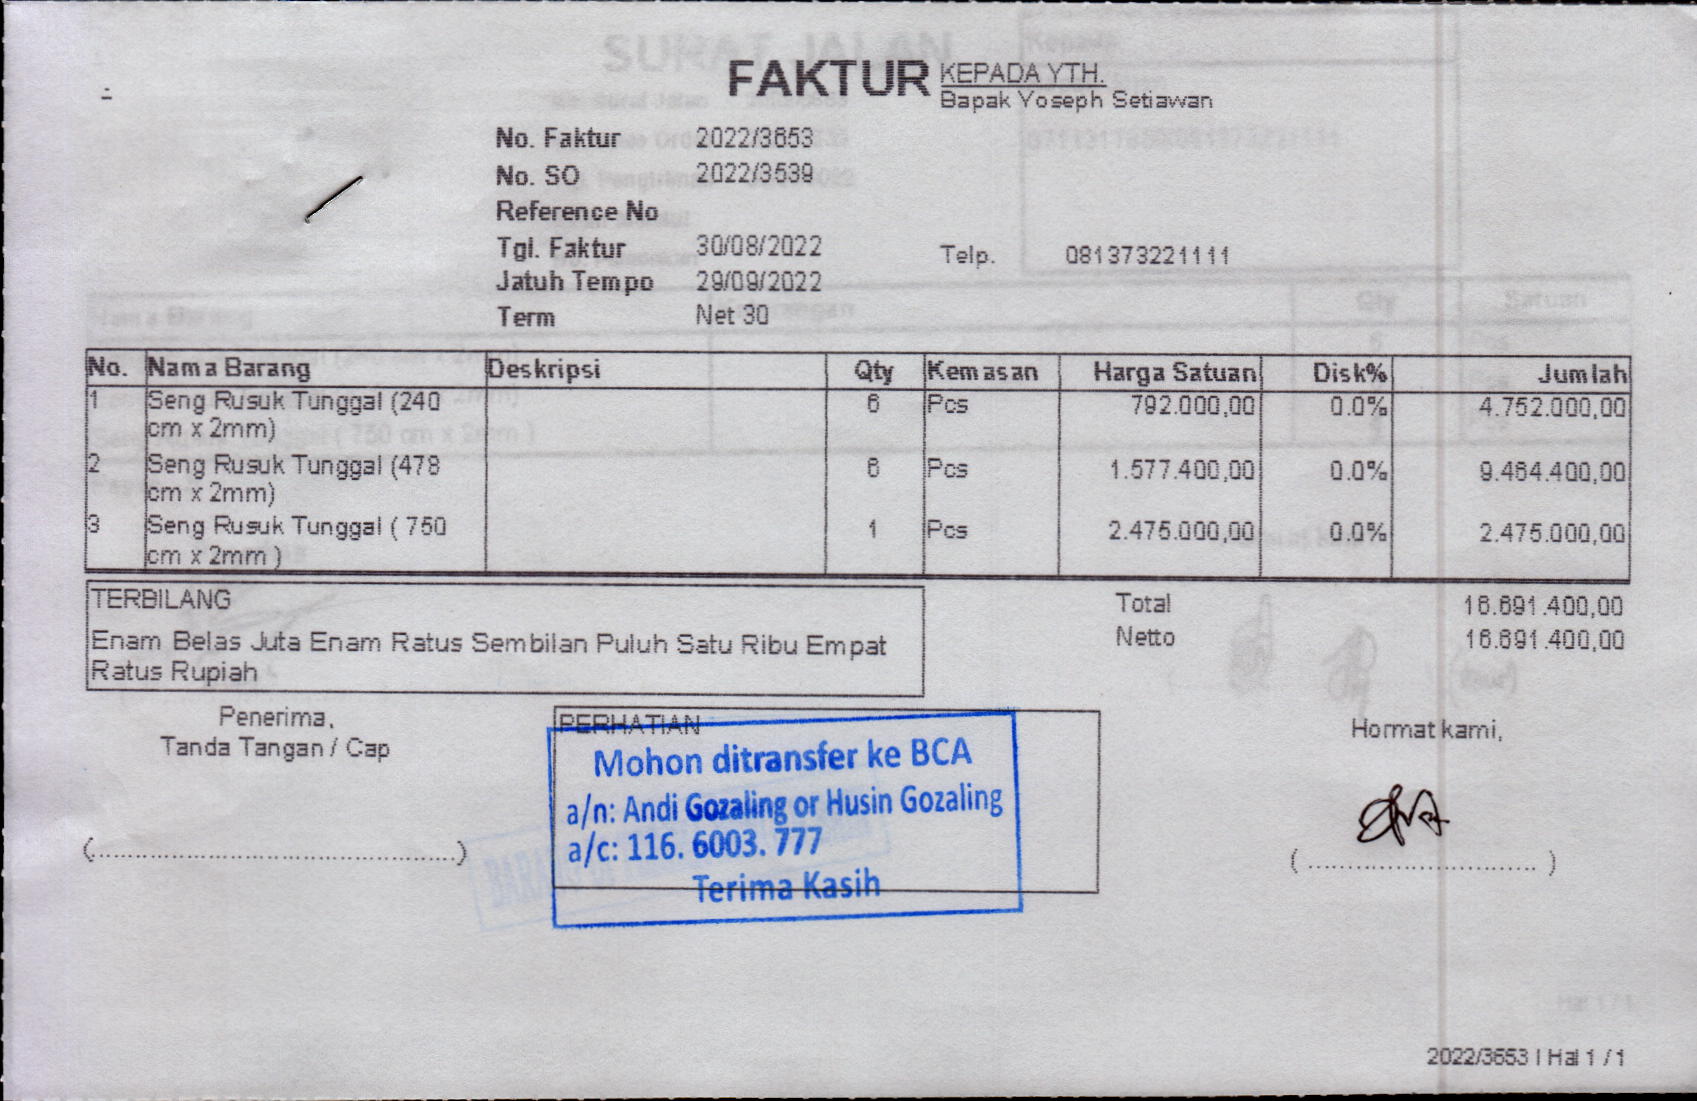 FAKTUR
KEPADA YTH.
Bapak Yoseph Setiawan
No. Faktur 2022/3653
No. SO 2022/3539
Reference No
Tgl. Faktur 30/08/2022
Telp. 081373221111
Jatuh Tempo 29/09/2022
Term Net 30
No. Nama Barang Deskripsi Qty Kemasan Harga Satuan Disk% Jumlah
1 Seng Rusuk Tunggal (240 6 Pcs 792.000,00 0.0% 4.752.000,00
cm x 2mm)
2 Seng Rusuk Tunggal (478 6 Pcs 1.577.400,00 0.0% 9.464.400,00
cm x 2mm)
3 Seng Rusuk Tunggal ( 750 1 Pcs 2.475.000,00 0.0% 2.475.000,00
cm x 2mm )
TERBILANG
Enam Belas Juta Enam Ratus Sembilan Puluh Satu Ribu Empat
Ratus Rupiah
Total 16.691.400,00
Netto 16.691.400,00
Penerima,
Tanda Tangan / Cap
(..................................................)
PERHATIAN
Mohon ditransfer ke BCA
a/n: Andi Gozaling or Husin Gozaling
a/c: 116. 6003. 777
Terima Kasih
Hormat kami,
( ................................ )
2022/3653 | Hal 1 / 1